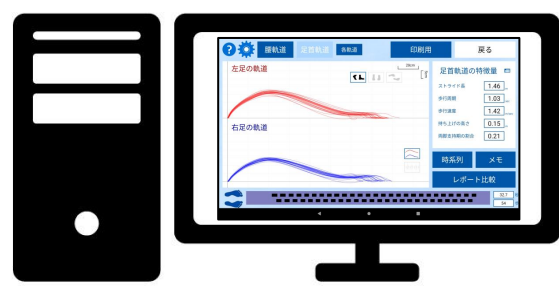 ?
腰軌道 足首軌道 各軌道 印刷用 戻る
左足の軌道
足首軌道の特徴量
ストライド長 1.46
歩行周期 1.03
歩行速度 1.42
持ち上げの高さ 0.15
両脚支持期の割合 0.21
右足の軌道
時系列 メモ
レポート比較
52.7
54